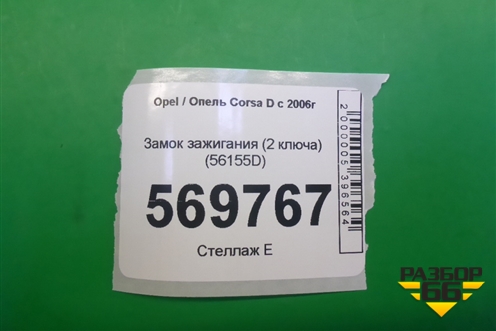 Opel / Опель Corsa D с 2006г
Замок зажигания (2 ключа)
(56155D)
569767
Стеллаж Е
2000005396564
РАЗБОР
66